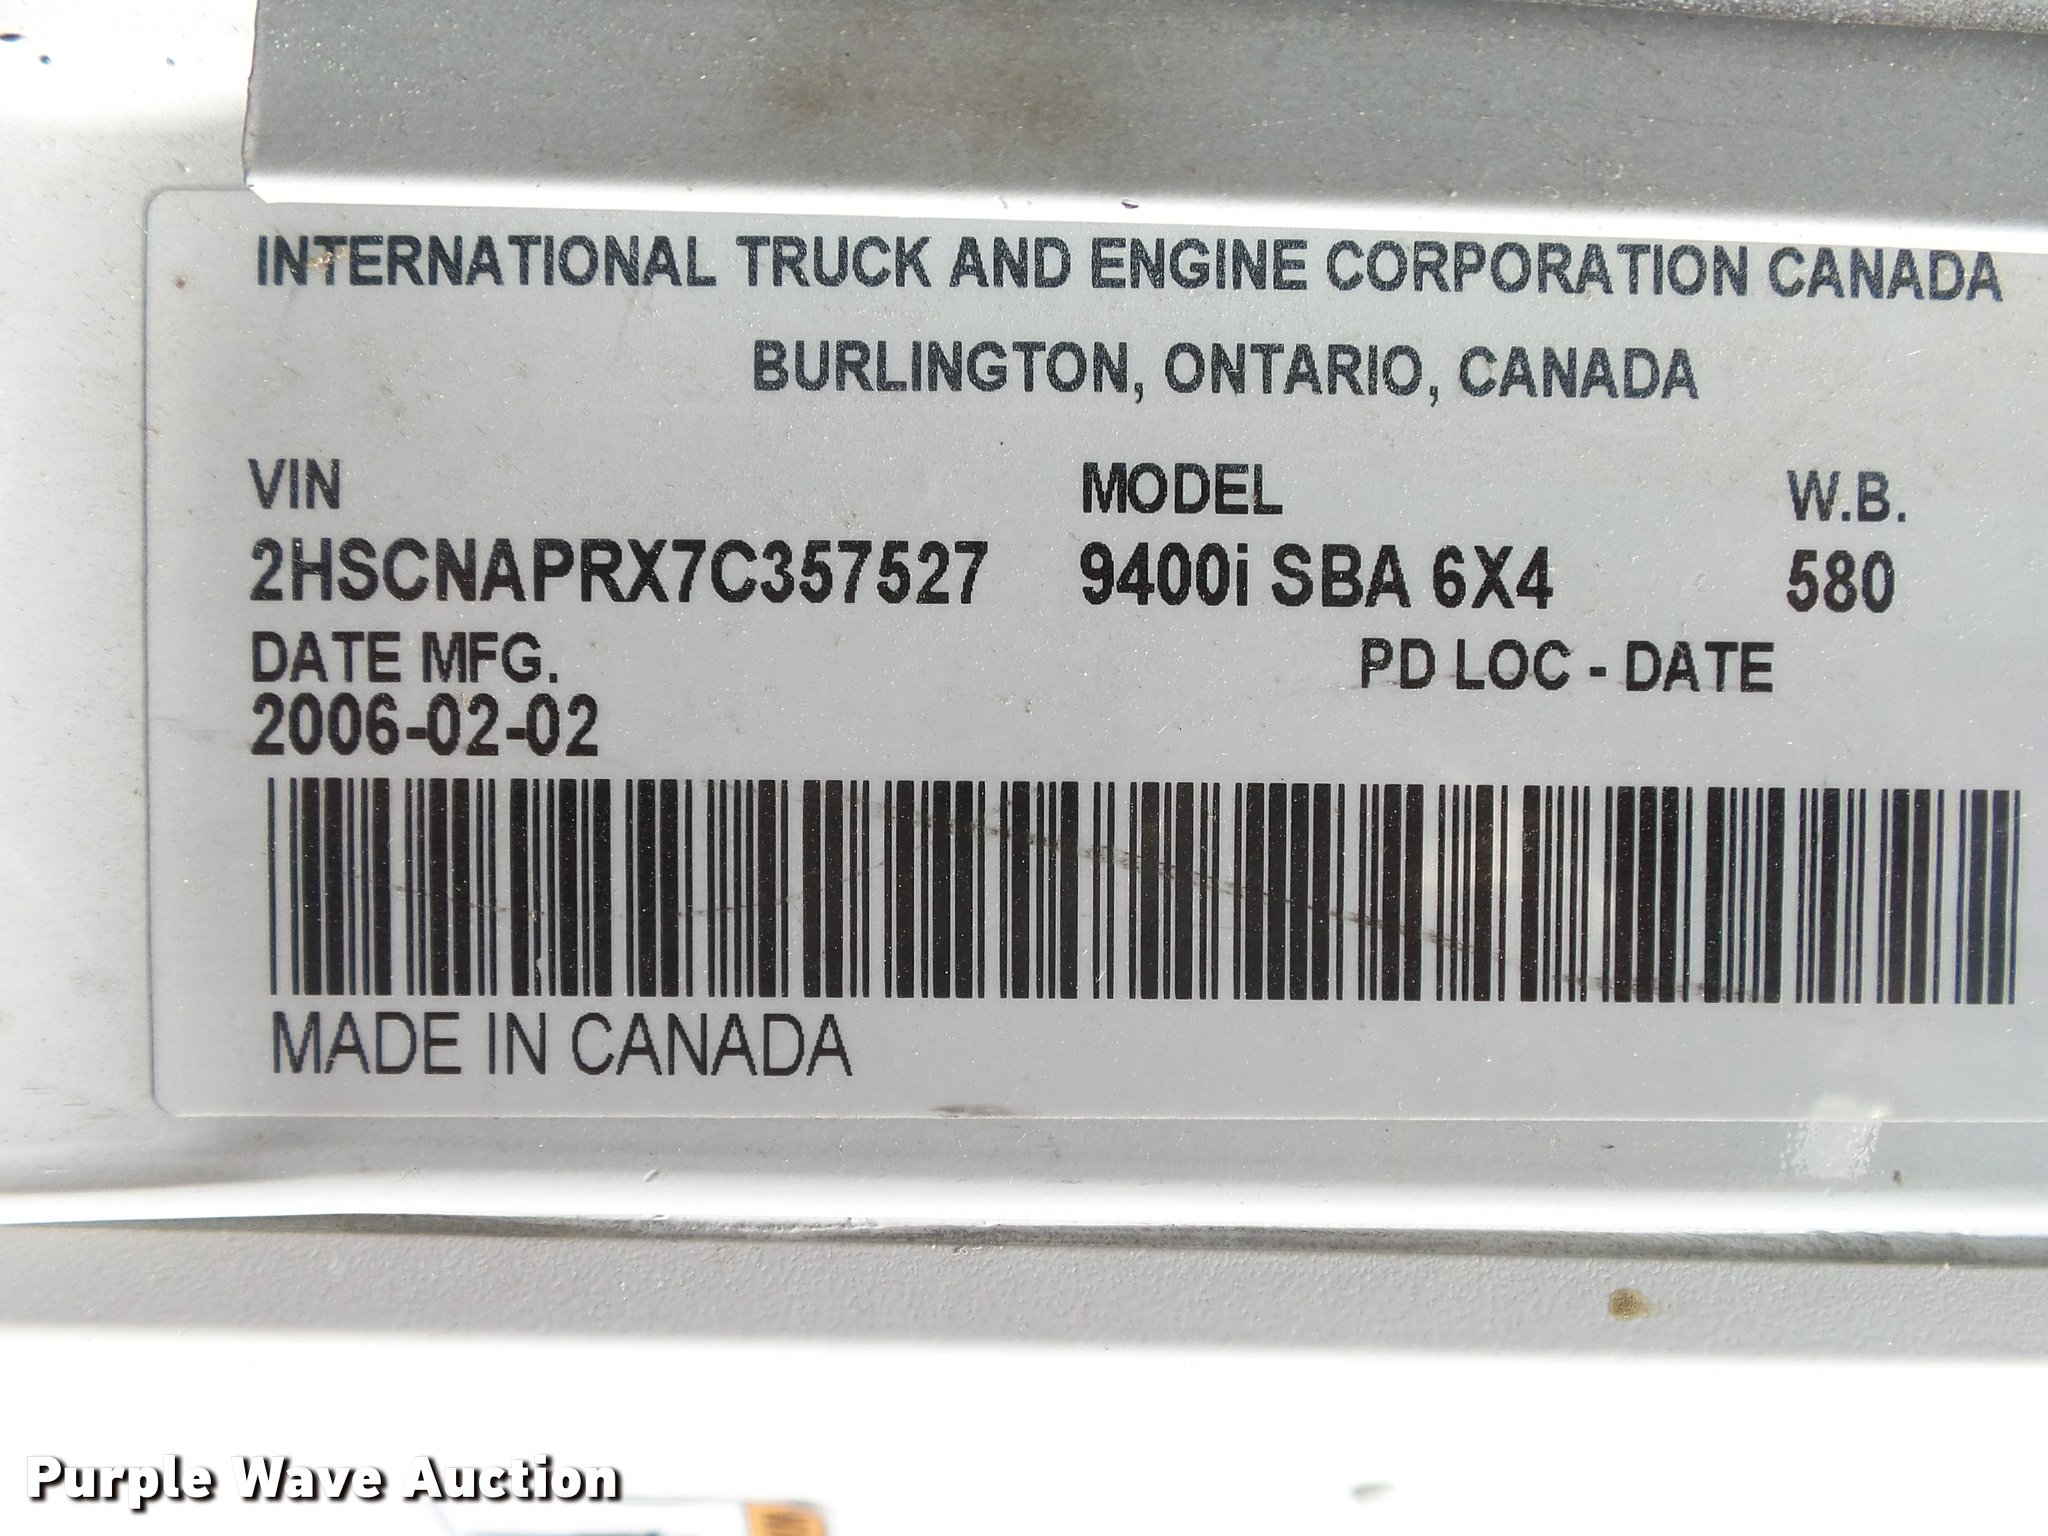 INTERNATIONAL TRUCK AND ENGINE CORPORATION CANADA
BURLINGTON, ONTARIO, CANADA
VIN MODEL W.B.
2HSCNAPRX7C357527 9400i SBA 6X4 580
DATE MFG. PD LOC - DATE
2006-02-02
MADE IN CANADA
Purple Wave Auction